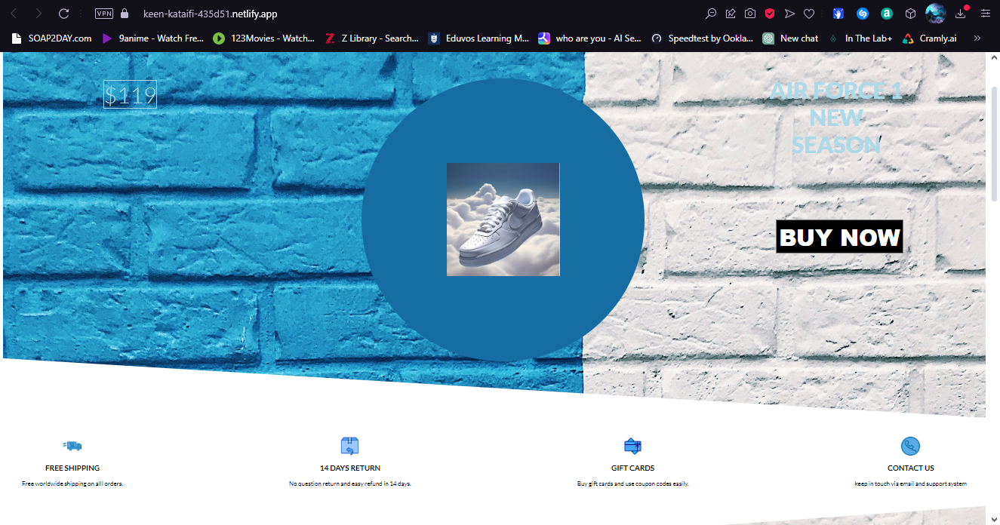 VPN
keen-kataifi-435d51.netlify.app
SOAP2DAY.com
9anime - Watch Fre...
123Movies - Watch...
Z Library - Search...
Eduvos Learning M...
who are you - AI Se...
Speedtest by Ookla...
New chat
In The Lab+
Cramly.ai
$119
AIR FORCE 1
NEW
SEASON
BUY NOW
FREE SHIPPING
Free worldwide shipping on alll orders.
14 DAYS RETURN
No question return and easy refund in 14 days.
GIFT CARDS
Buy gift cards and use coupon codes easily.
CONTACT US
keep in touch via email and support system